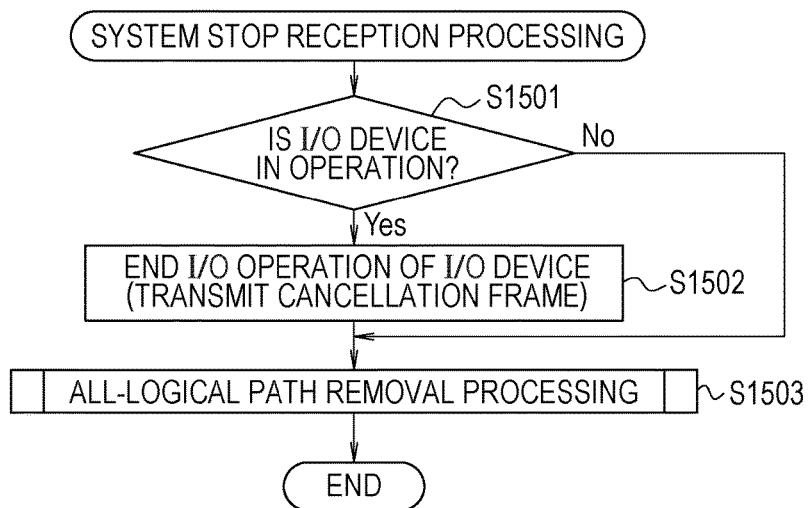 SYSTEM STOP RECEPTION PROCESSING
S1501
IS I/O DEVICE
IN OPERATION?
No
Yes
END I/O OPERATION OF I/O DEVICE
(TRANSMIT CANCELLATION FRAME)
S1502
ALL-LOGICAL PATH REMOVAL PROCESSING
S1503
END